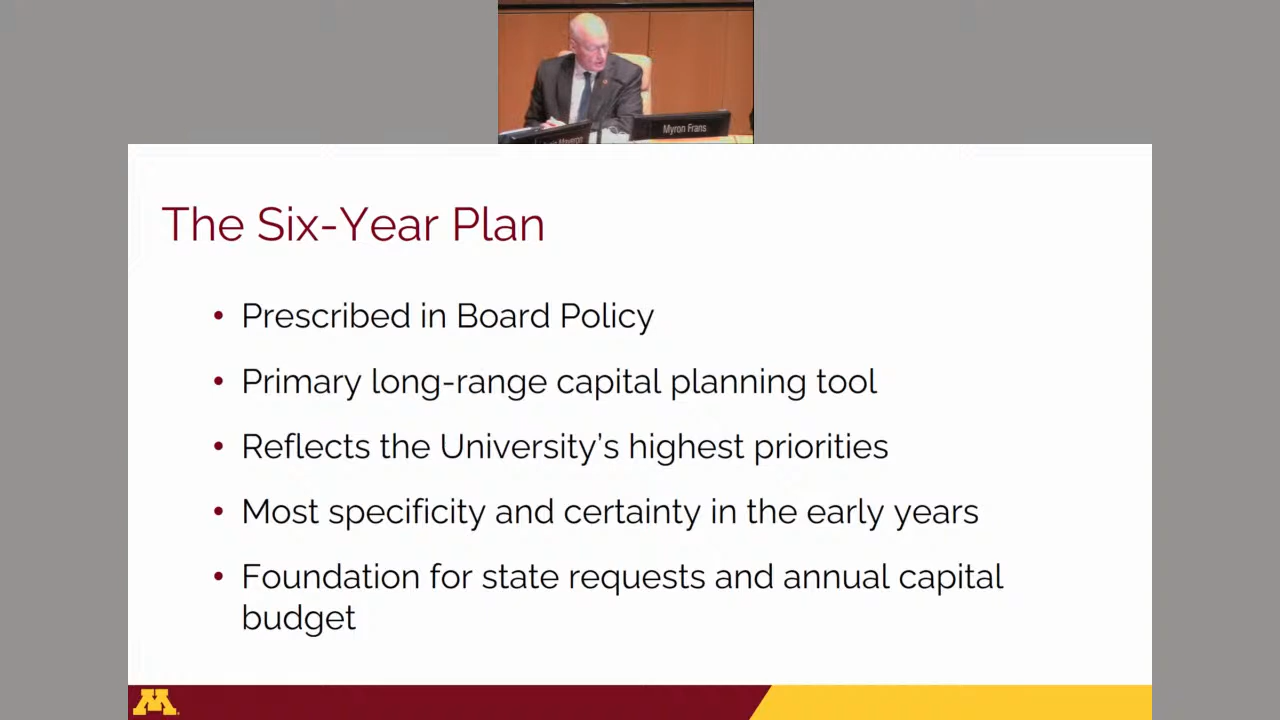 Myron Frans
The Six-Year Plan
• Prescribed in Board Policy
• Primary long-range capital planning tool
• Reflects the University's highest priorities
• Most specificity and certainty in the early years
• Foundation for state requests and annual capital
budget
M